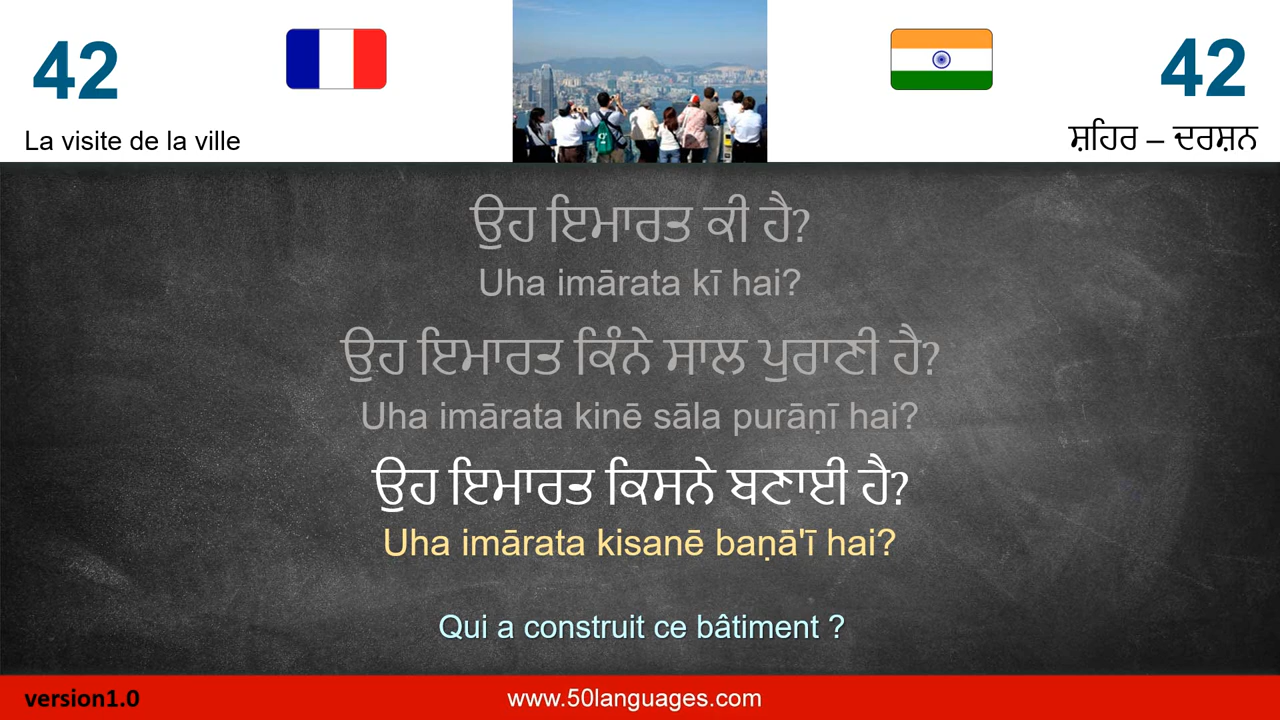 42
42
La visite de la ville
ਸ਼ਹਿਰ – ਦਰਸ਼ਨ
ਉਹ ਇਮਾਰਤ ਕੀ ਹੈ?
Uha imārata kī hai?
ਉਹ ਇਮਾਰਤ ਕਿੰਨੇ ਸਾਲ ਪੁਰਾਣੀ ਹੈ?
Uha imārata kinē sāla purāṇī hai?
ਉਹ ਇਮਾਰਤ ਕਿਸਨੇ ਬਣਾਈ ਹੈ?
Uha imārata kisanē baṇā'ī hai?
Qui a construit ce bâtiment ?
version1.0
www.50languages.com